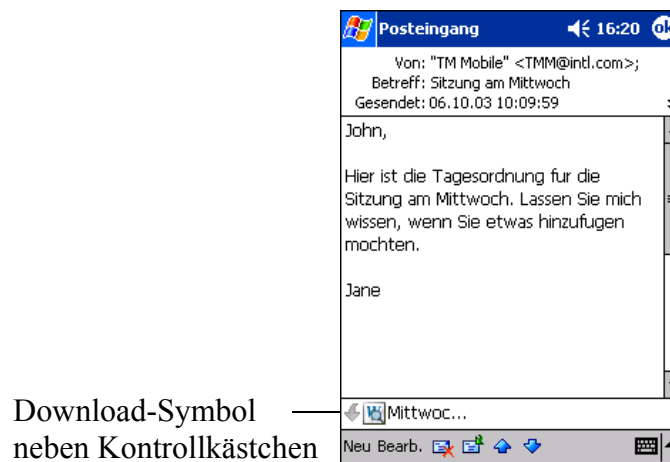 Posteingang 16:20 ok
Von: "TM Mobile" <TMM@intl.com>;
Betreff: Sitzung am Mittwoch
Gesendet: 06.10.03 10:09:59
John,
Hier ist die Tagesordnung fur die
Sitzung am Mittwoch. Lassen Sie mich
wissen, wenn Sie etwas hinzufugen
mochten.
Jane
Mittwoc...
Neu Bearb.
Download-Symbol
neben Kontrollkästchen